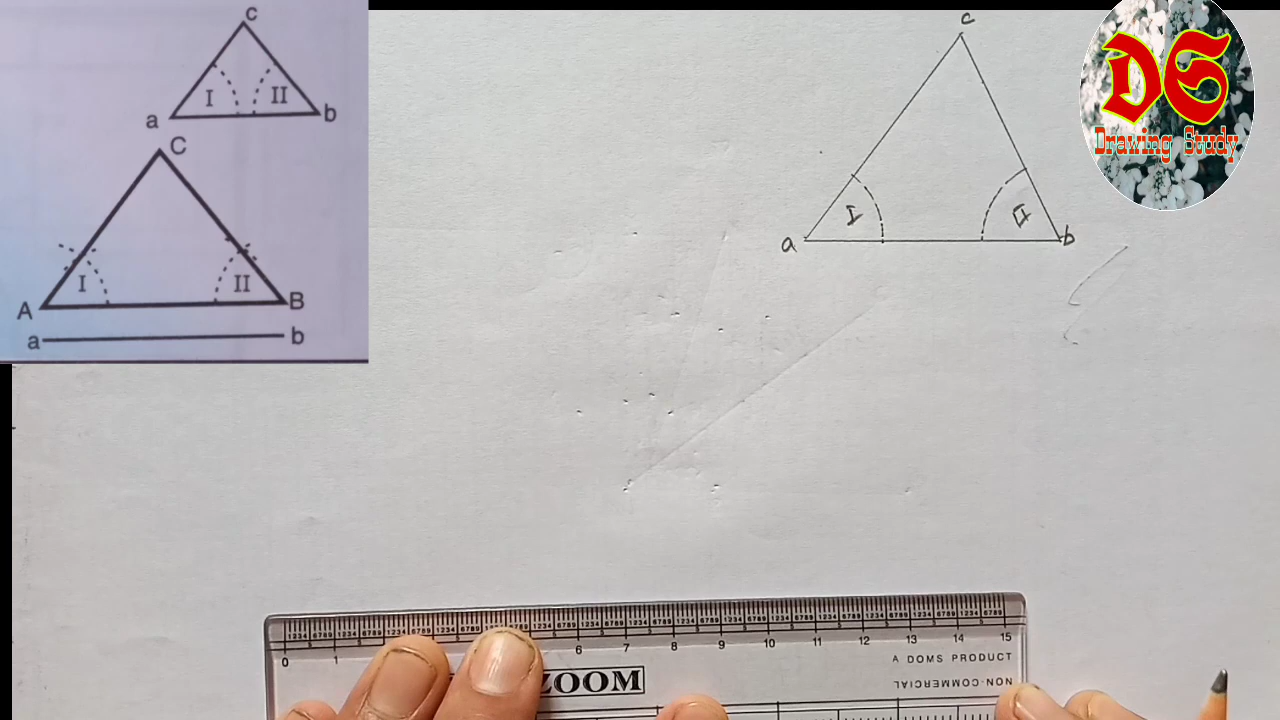 c
I II
a b
C
I II
A B
a b
c
I II
a b
DS
Drawing Study
0 1 6 7 8 9 10 11 12 13 14 15
ZOOM
A DOMS PRODUCT
NON-COMMERCIAL